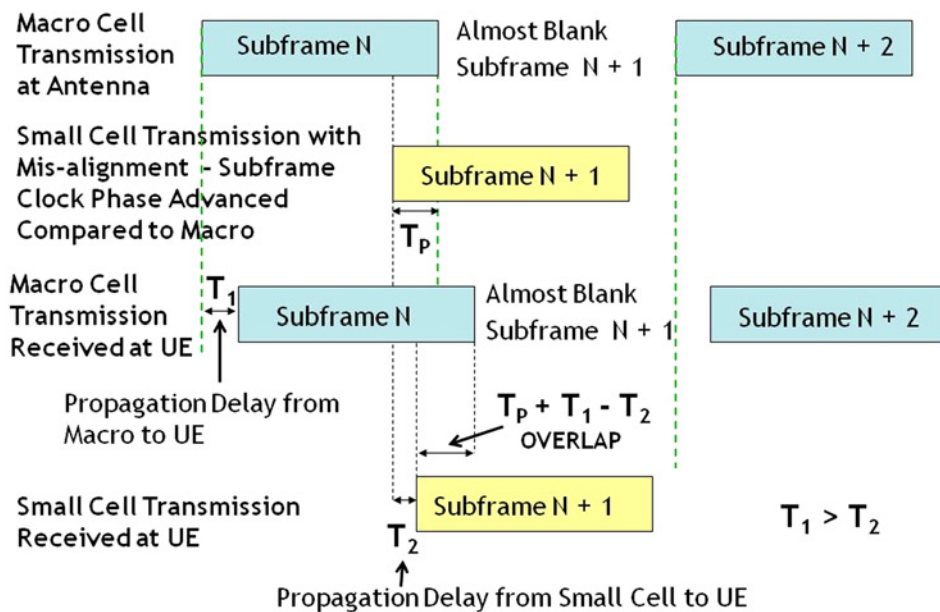 Macro Cell
Transmission
at Antenna
Subframe N
Almost Blank
Subframe N + 1
Subframe N + 2
Small Cell Transmission with
Mis-alignment - Subframe
Clock Phase Advanced
Compared to Macro
Subframe N + 1
TP
Macro Cell
Transmission
Received at UE
T1
Subframe N
Almost Blank
Subframe N + 1
Subframe N + 2
Propagation Delay from
Macro to UE
TP + T1 - T2
OVERLAP
Small Cell Transmission
Received at UE
Subframe N + 1
T1 > T2
T2
Propagation Delay from Small Cell to UE